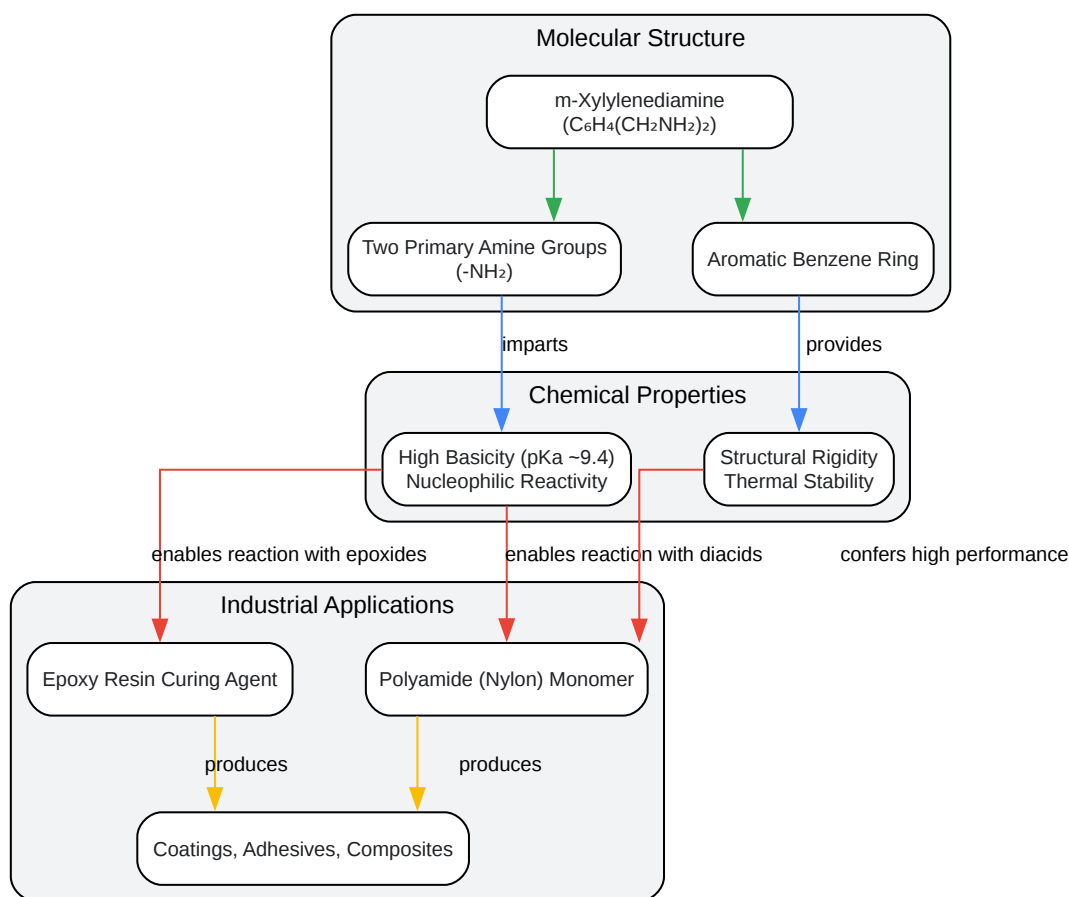 Molecular Structure
m-Xylylenediamine
(C₆H₄(CH₂NH₂)₂)
Two Primary Amine Groups
(-NH₂)
Aromatic Benzene Ring
imparts
provides
Chemical Properties
High Basicity (pKa ~9.4)
Nucleophilic Reactivity
Structural Rigidity
Thermal Stability
enables reaction with epoxides
enables reaction with diacids
confers high performance
Industrial Applications
Epoxy Resin Curing Agent
Polyamide (Nylon) Monomer
produces
produces
Coatings, Adhesives, Composites